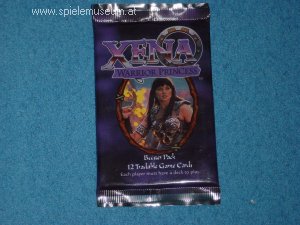 www.spielemuseum.at
XENA
WARRIOR PRINCESS
Booster Pack
12 Tradable Game Cards
Each player must have a deck to play.